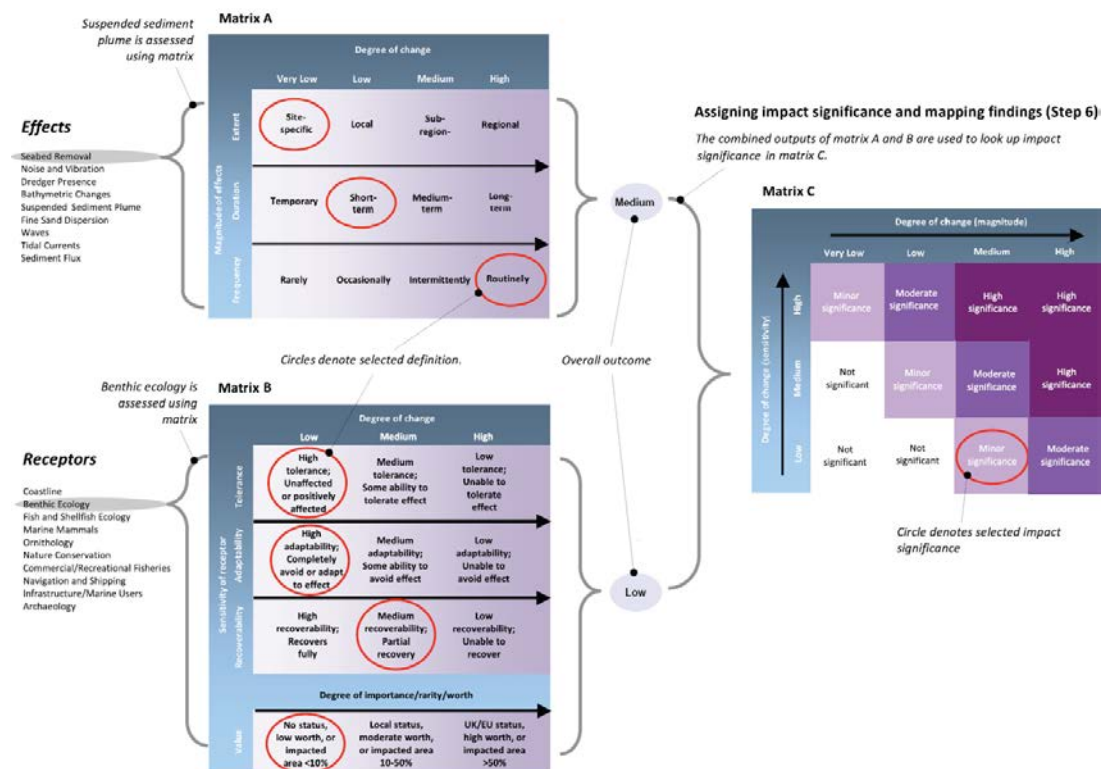 Suspended sediment
plume is assessed
using matrix
Matrix A
Degree of change
Very Low Low Medium High
Magnitude of effects
Extent
Site-
specific
Local
Sub-
region-
Regional
Duration
Temporary
Short-
term
Medium-
term
Long-
term
Frequency
Rarely Occasionally Intermittently Routinely
Effects
Seabed Removal
Noise and Vibration
Dredger Presence
Bathymetric Changes
Suspended Sediment Plume
Fine Sand Dispersion
Waves
Tidal Currents
Sediment Flux
Medium
Circles denote selected definition.
Overall outcome
Benthic ecology is
assessed using
matrix
Matrix B
Degree of change
Low Medium High
Sensitivity of receptor
Tolerance
High
tolerance;
Unaffected
or positively
affected
Medium
tolerance;
Some ability to
tolerate effect
Low
tolerance;
Unable to
tolerate
effect
Adaptability
High
adaptability;
Completely
avoid or adapt
to effect
Medium
adaptability;
Some ability to
avoid effect
Low
adaptability;
Unable to
avoid effect
Recoverability
High
recoverability;
Recovers
fully
Medium
recoverability;
Partial
recovery
Low
recoverability;
Unable to
recover
Degree of importance/rarity/worth
Value
No status,
low worth, or
impacted
area <10%
Local status,
moderate worth,
or impacted area
10-50%
UK/EU status,
high worth, or
impacted area
>50%
Receptors
Coastline
Benthic Ecology
Fish and Shellfish Ecology
Marine Mammals
Ornithology
Nature Conservation
Commercial/Recreational Fisheries
Navigation and Shipping
Infrastructure/Marine Users
Archaeology
Low
Assigning impact significance and mapping findings (Step 6)
The combined outputs of matrix A and B are used to look up impact
significance in matrix C.
Matrix C
Degree of change (magnitude)
Very Low Low Medium High
Degree of change (sensitivity)
High
Minor
significance
Moderate
significance
High
significance
High
significance
Medium
Not
significant
Minor
significance
Moderate
significance
High
significance
Low
Not
significant
Not
significant
Minor
significance
Moderate
significance
Circle denotes selected impact
significance